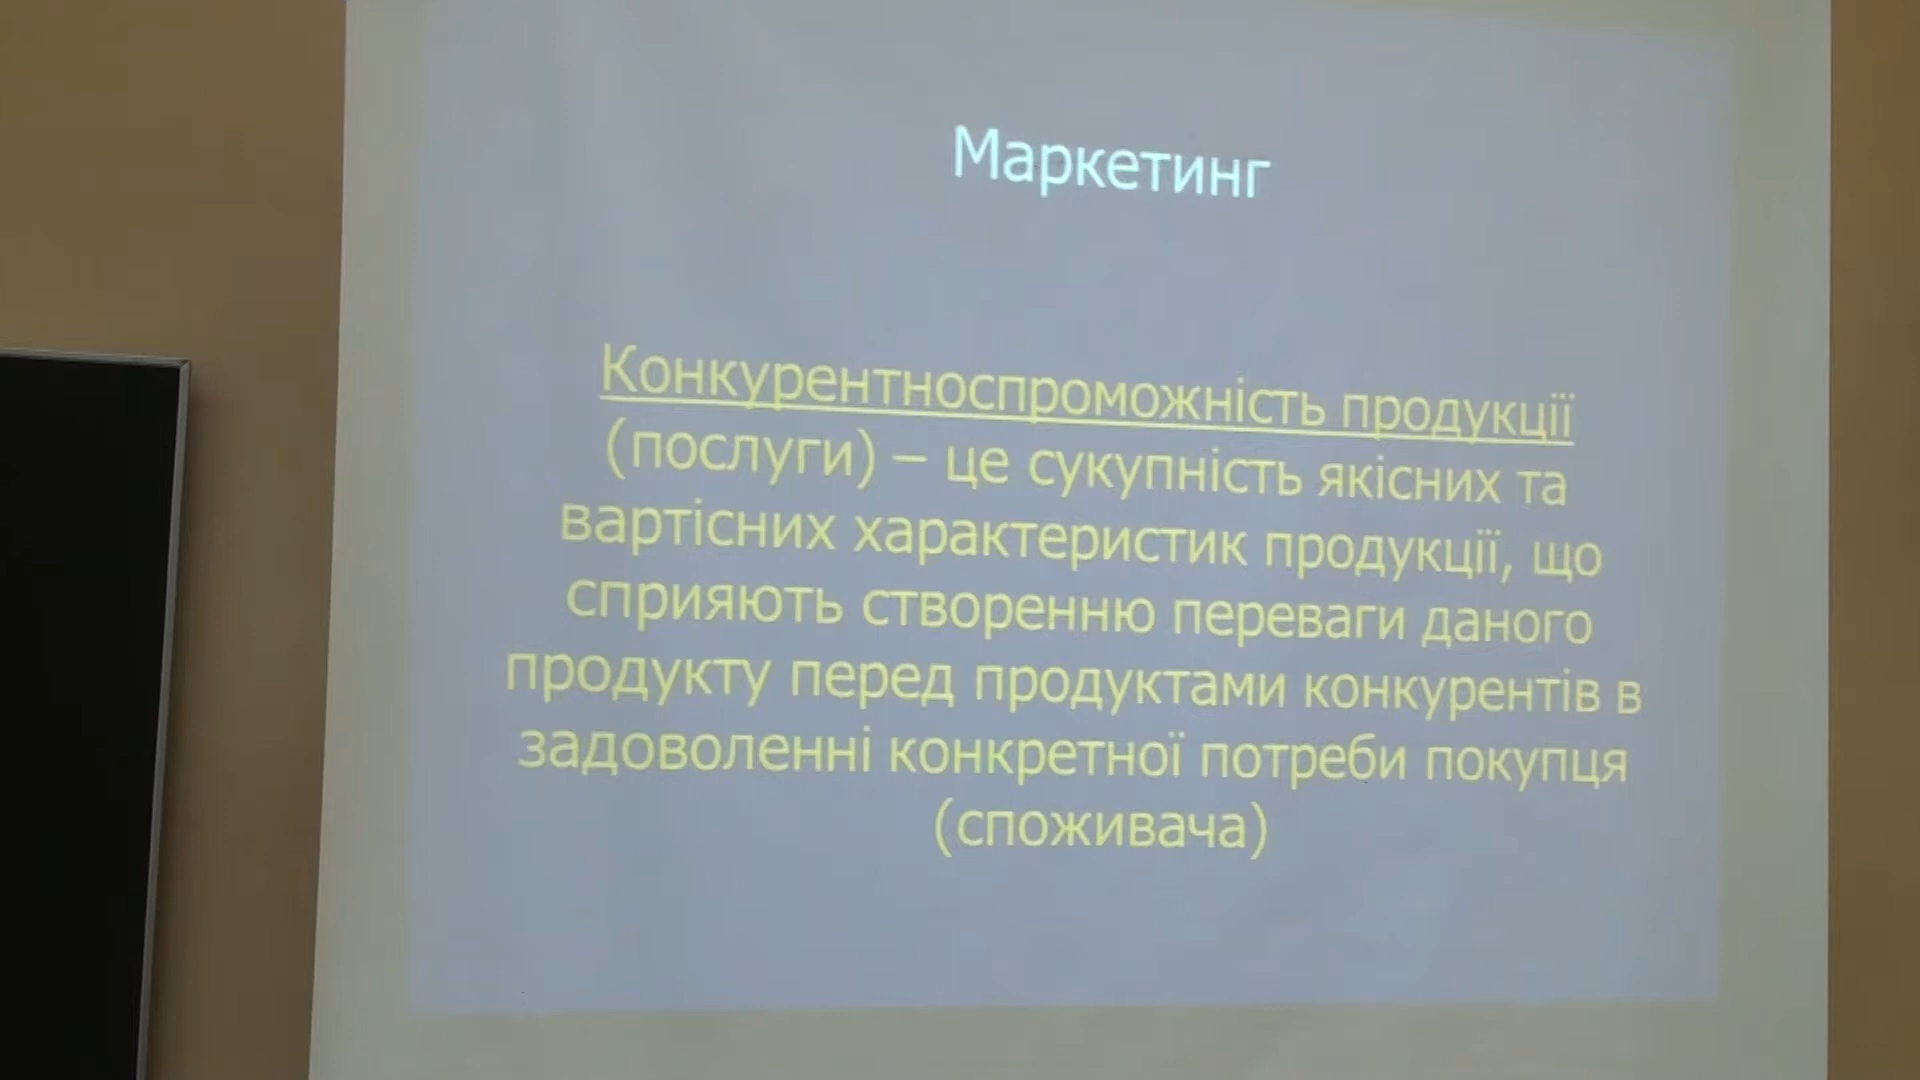 Маркетинг
Конкурентноспроможність продукції
(послуги) – це сукупність якісних та
вартісних характеристик продукції, що
сприяють створенню переваги даного
продукту перед продуктами конкурентів в
задоволенні конкретної потреби покупця
(споживача)